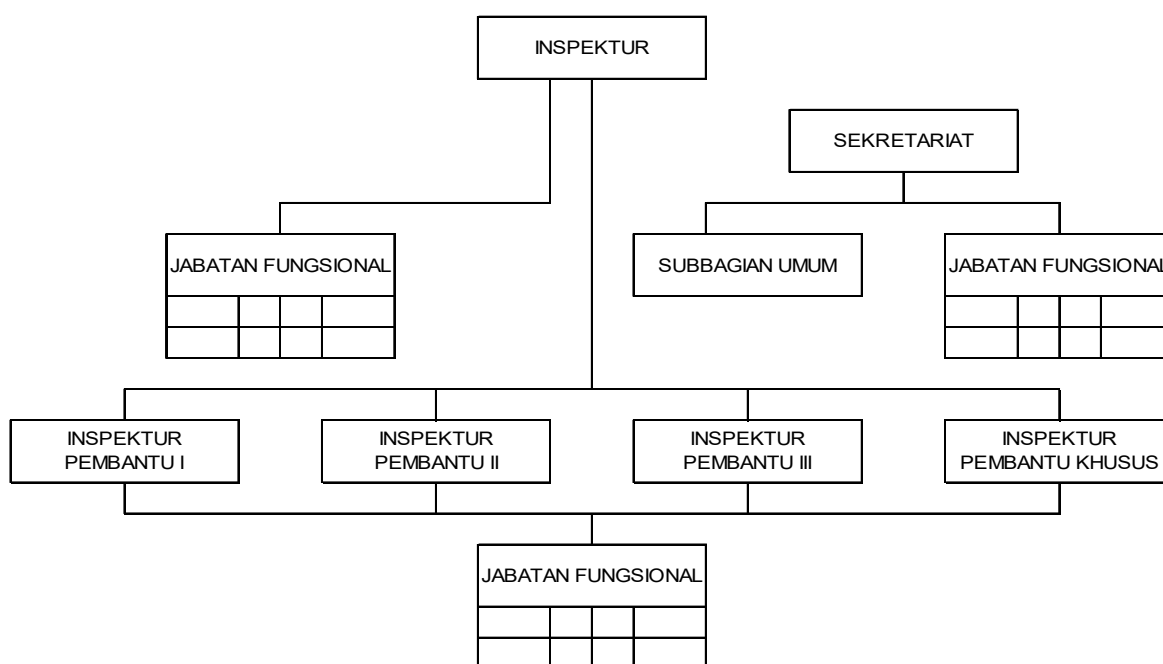 INSPEKTUR
SEKRETARIAT
JABATAN FUNGSIONAL
SUBBAGIAN UMUM
JABATAN FUNGSIONAL
INSPEKTUR
PEMBANTU I
INSPEKTUR
PEMBANTU II
INSPEKTUR
PEMBANTU III
INSPEKTUR
PEMBANTU KHUSUS
JABATAN FUNGSIONAL